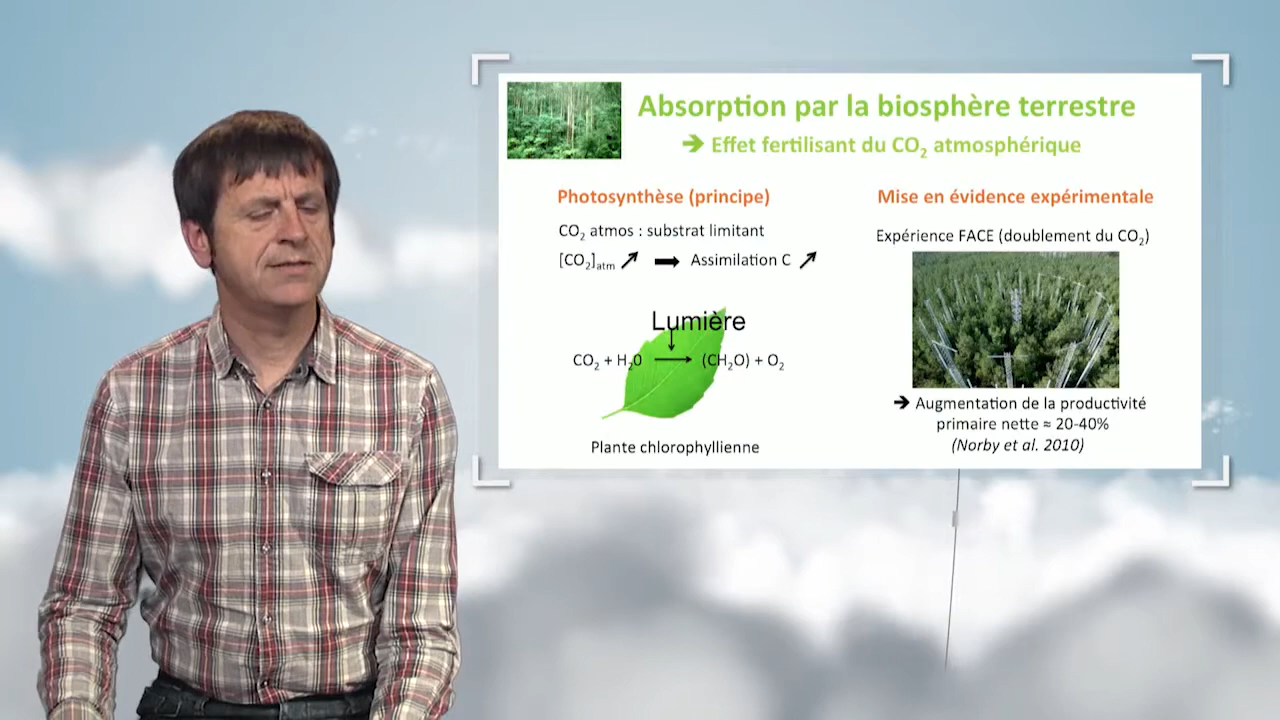 Absorption par la biosphère terrestre
➔ Effet fertilisant du CO₂ atmosphérique
Photosynthèse (principe)
CO₂ atmos : substrat limitant
[CO₂]atm ↗ ➡ Assimilation C ↗
Lumière
CO₂ + H₂0 → (CH₂O) + O₂
Plante chlorophyllienne
Mise en évidence expérimentale
Expérience FACE (doublement du CO₂)
➔ Augmentation de la productivité
primaire nette ≈ 20-40%
(Norby et al. 2010)